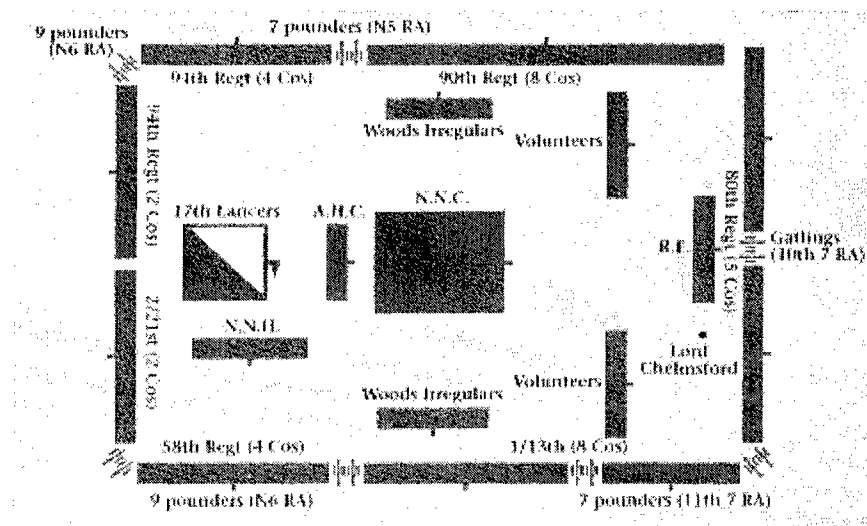 9 pounders
(N6 RA)
7 pounders (N5 RA)
94th Regt (4 Cos)
90th Regt (8 Cos)
Woods Irregulars
Volunteers
94th Regt (2 Cos)
17th Lancers
A.H.C.
N.N.C.
R.E.
80th Regt (5 Cos)
Gatlings
(10th 7 RA)
2/21st (2 Cos)
N.N.H.
Lord
Chelmsford
Woods Irregulars
Volunteers
58th Regt (4 Cos)
1/13th (8 Cos)
9 pounders (N6 RA)
7 pounders (11th 7 RA)